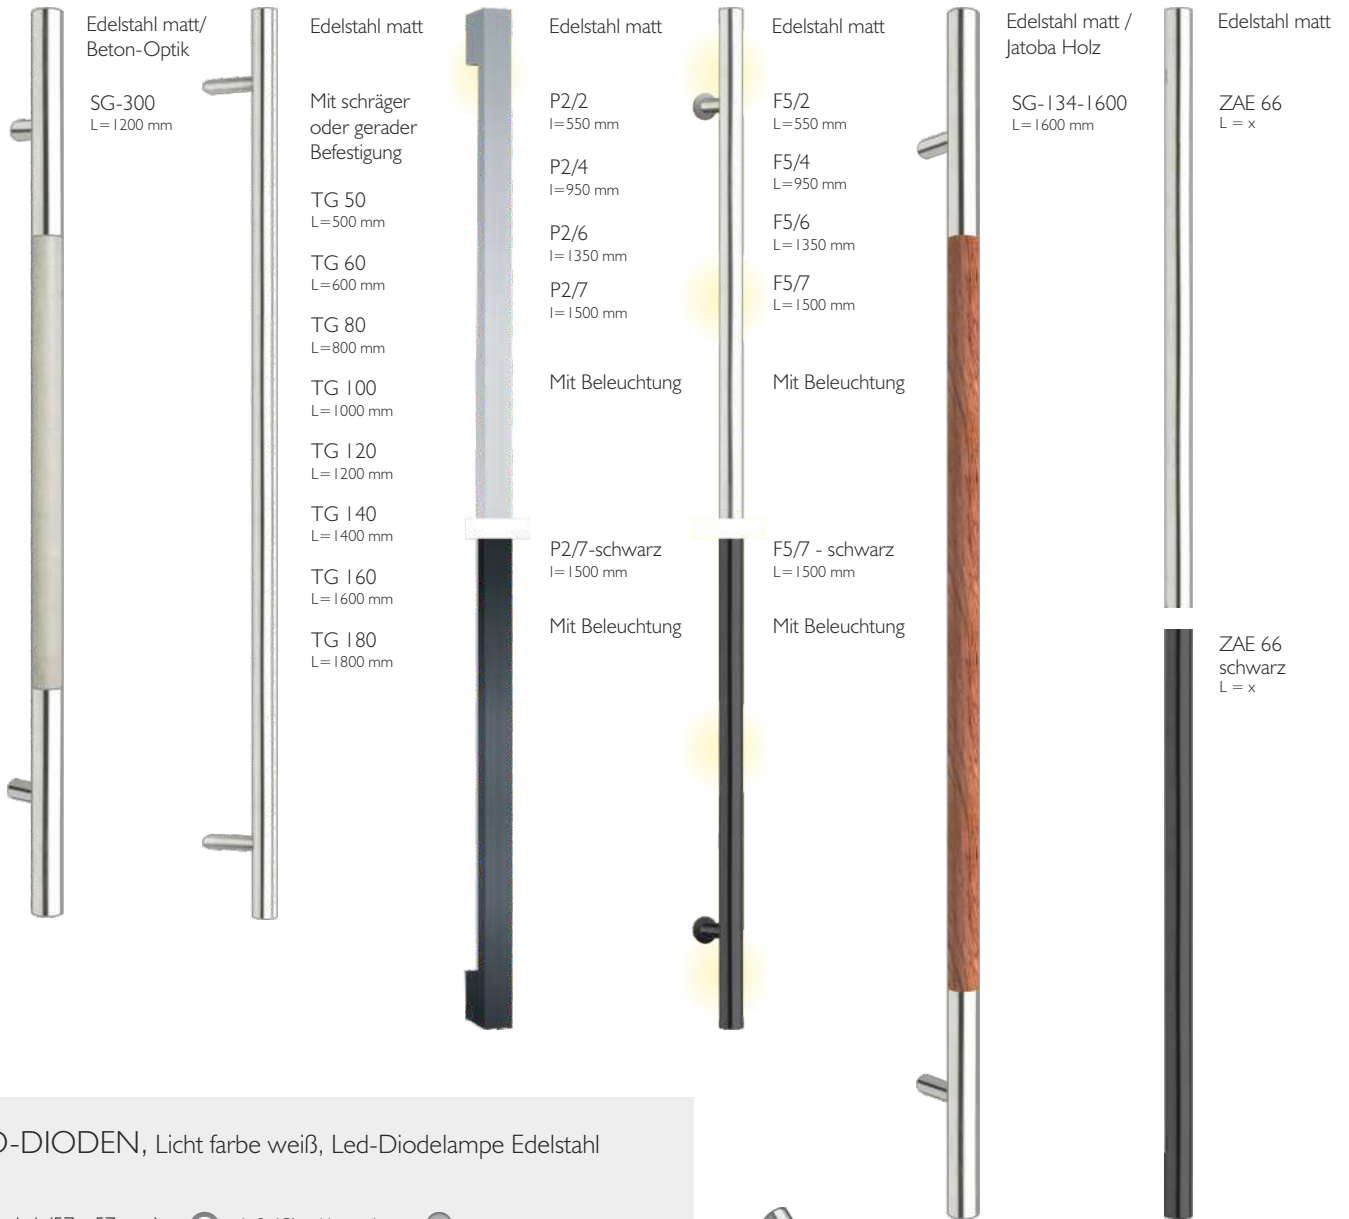 Edelstahl matt/
Beton-Optik
SG-300
L=1200 mm
Edelstahl matt
Mit schräger
oder gerader
Befestigung
TG 50
L=500 mm
TG 60
L=600 mm
TG 80
L=800 mm
TG 100
L=1000 mm
TG 120
L=1200 mm
TG 140
L=1400 mm
TG 160
L=1600 mm
TG 180
L=1800 mm
Edelstahl matt
P2/2
l=550 mm
P2/4
l=950 mm
P2/6
l=1350 mm
P2/7
l=1500 mm
Mit Beleuchtung
P2/7-schwarz
l=1500 mm
Mit Beleuchtung
Edelstahl matt
F5/2
L=550 mm
F5/4
L=950 mm
F5/6
L=1350 mm
F5/7
L=1500 mm
Mit Beleuchtung
F5/7 - schwarz
L=1500 mm
Mit Beleuchtung
Edelstahl matt /
Jatoba Holz
SG-134-1600
L=1600 mm
Edelstahl matt
ZAE 66
L = x
ZAE 66
schwarz
L = x
D-DIODEN, Licht farbe weiß, Led-Diodelampe Edelstahl